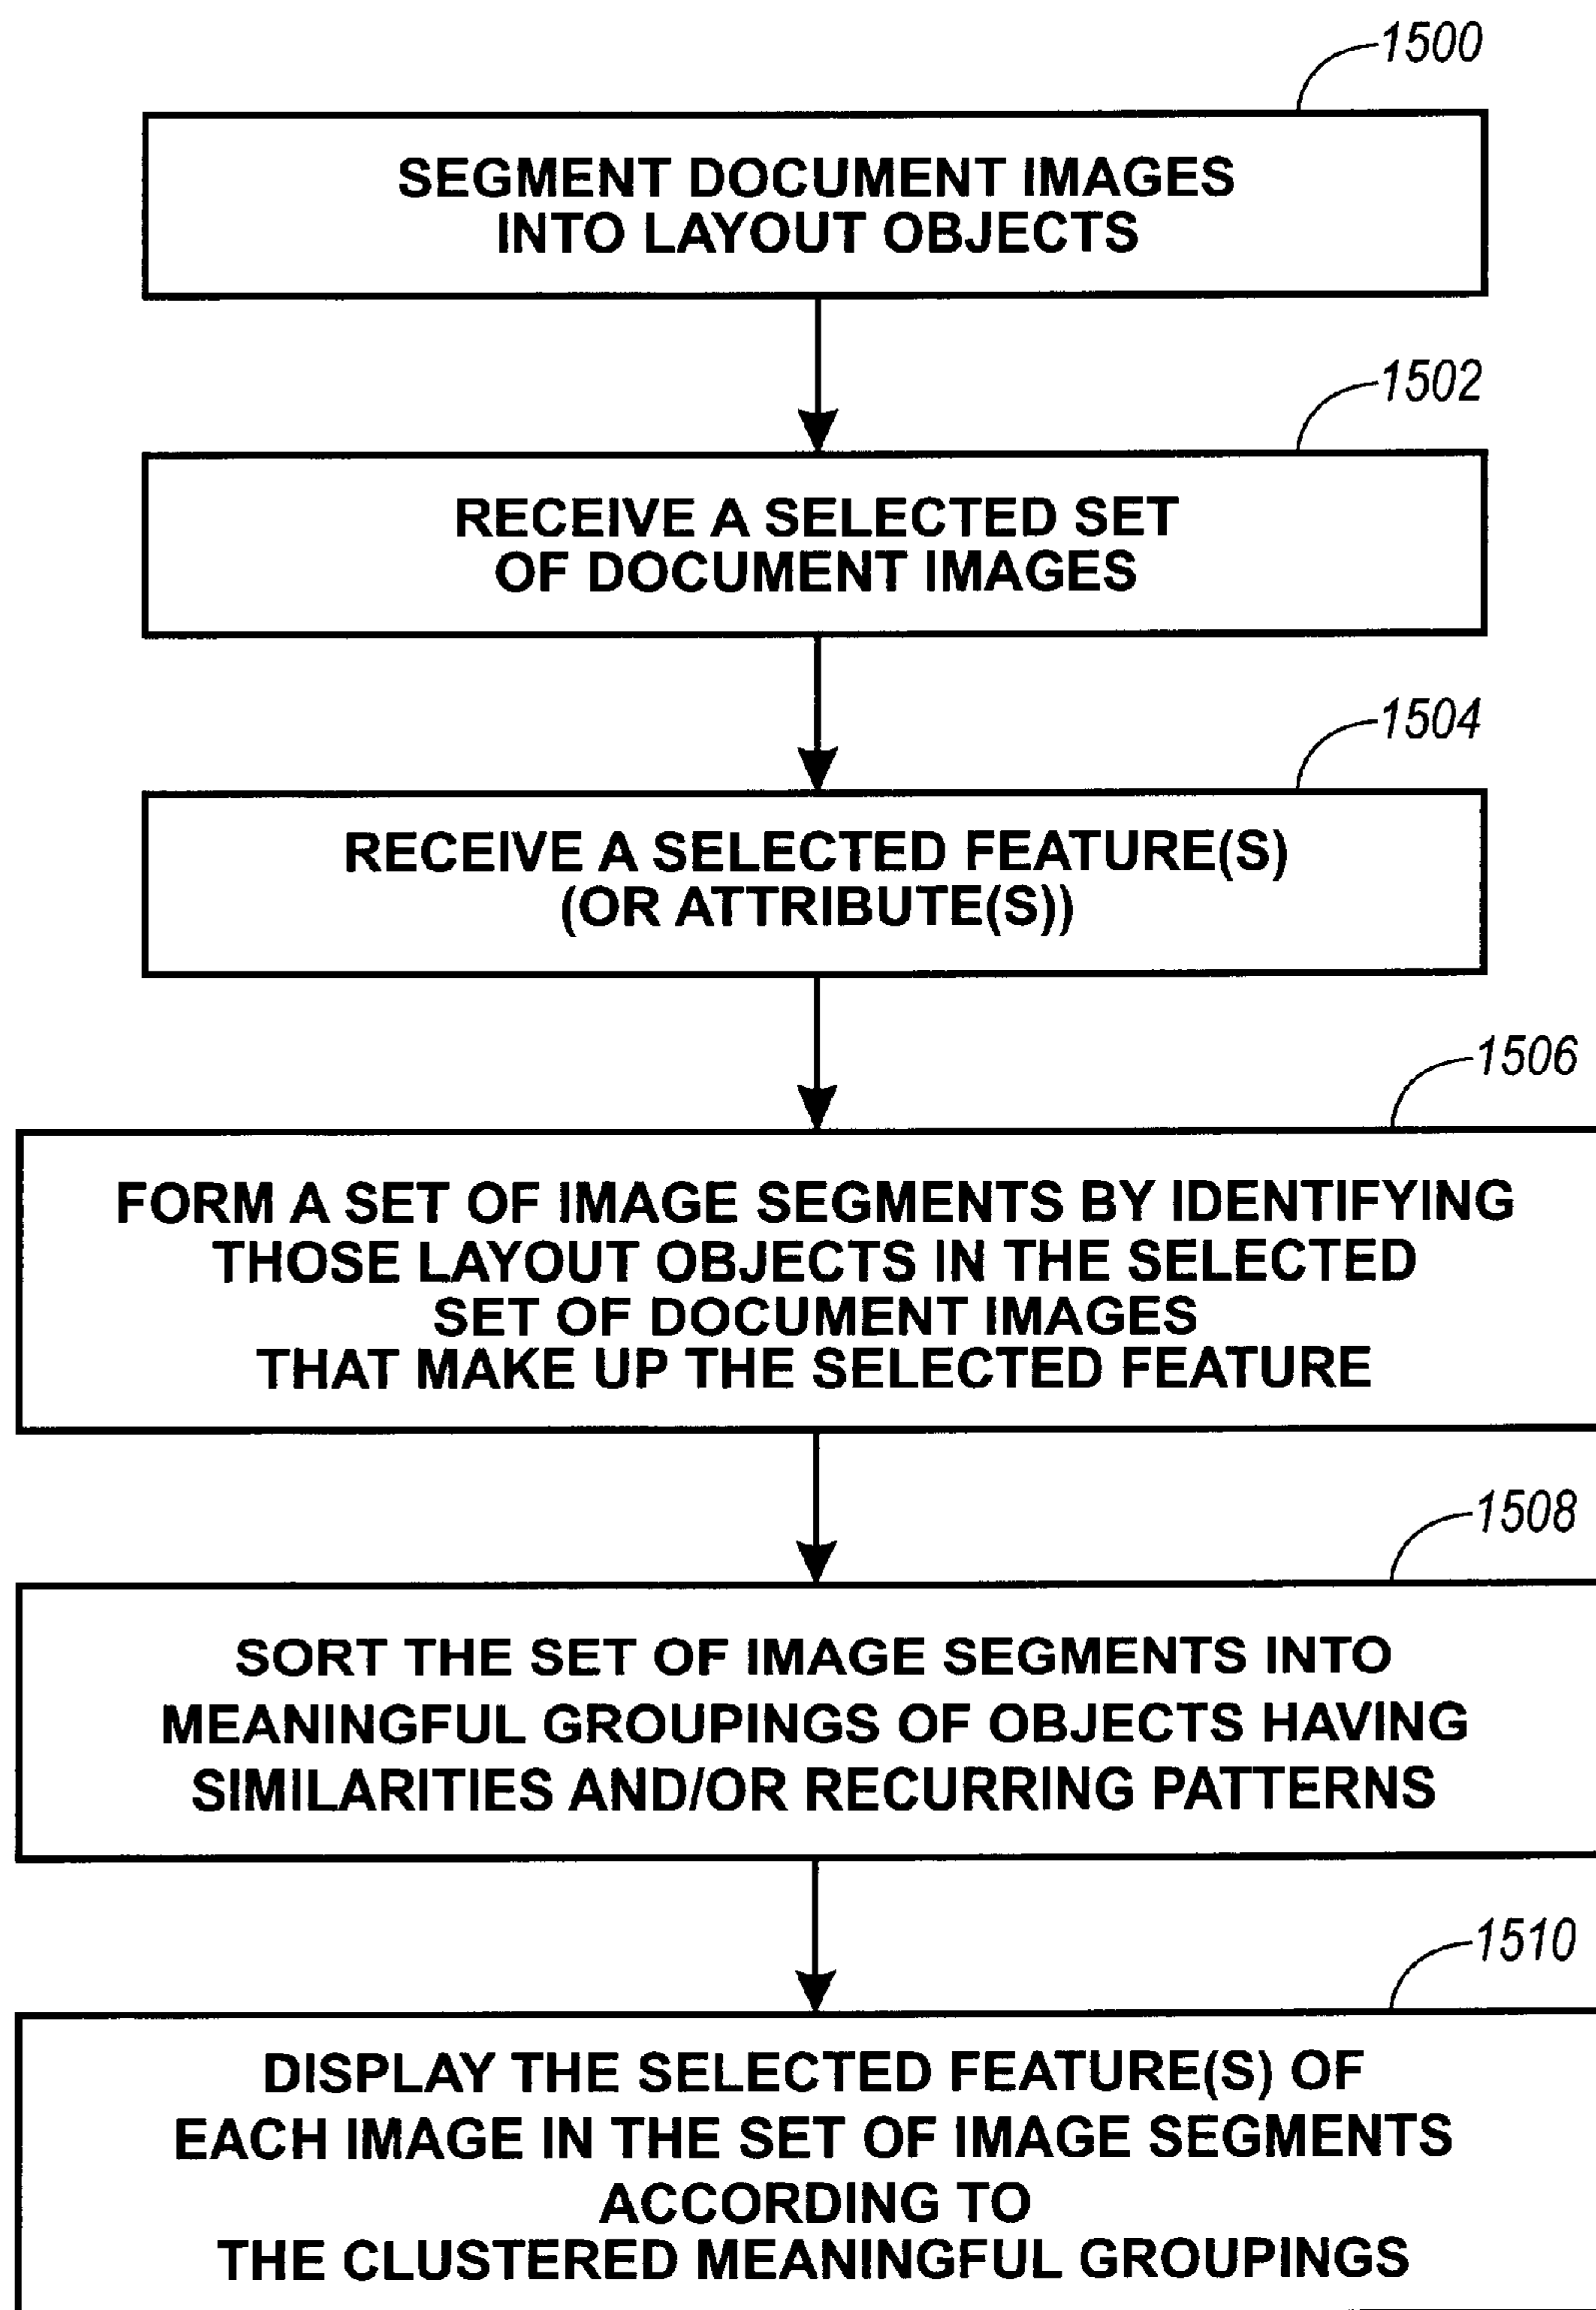 1500
SEGMENT DOCUMENT IMAGES
INTO LAYOUT OBJECTS
1502
RECEIVE A SELECTED SET
OF DOCUMENT IMAGES
1504
RECEIVE A SELECTED FEATURE(S)
(OR ATTRIBUTE(S))
1506
FORM A SET OF IMAGE SEGMENTS BY IDENTIFYING
THOSE LAYOUT OBJECTS IN THE SELECTED
SET OF DOCUMENT IMAGES
THAT MAKE UP THE SELECTED FEATURE
1508
SORT THE SET OF IMAGE SEGMENTS INTO
MEANINGFUL GROUPINGS OF OBJECTS HAVING
SIMILARITIES AND/OR RECURRING PATTERNS
1510
DISPLAY THE SELECTED FEATURE(S) OF
EACH IMAGE IN THE SET OF IMAGE SEGMENTS
ACCORDING TO
THE CLUSTERED MEANINGFUL GROUPINGS